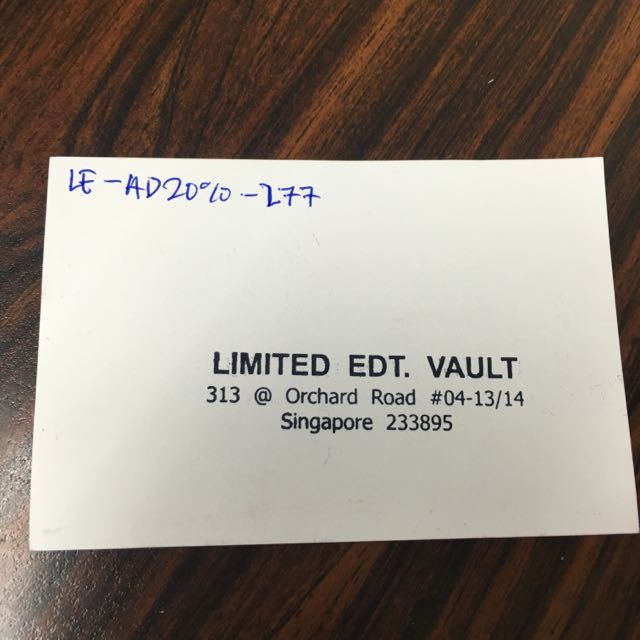 LE-AD20%-277
LIMITED EDT. VAULT
313 @ Orchard Road #04-13/14
Singapore 233895